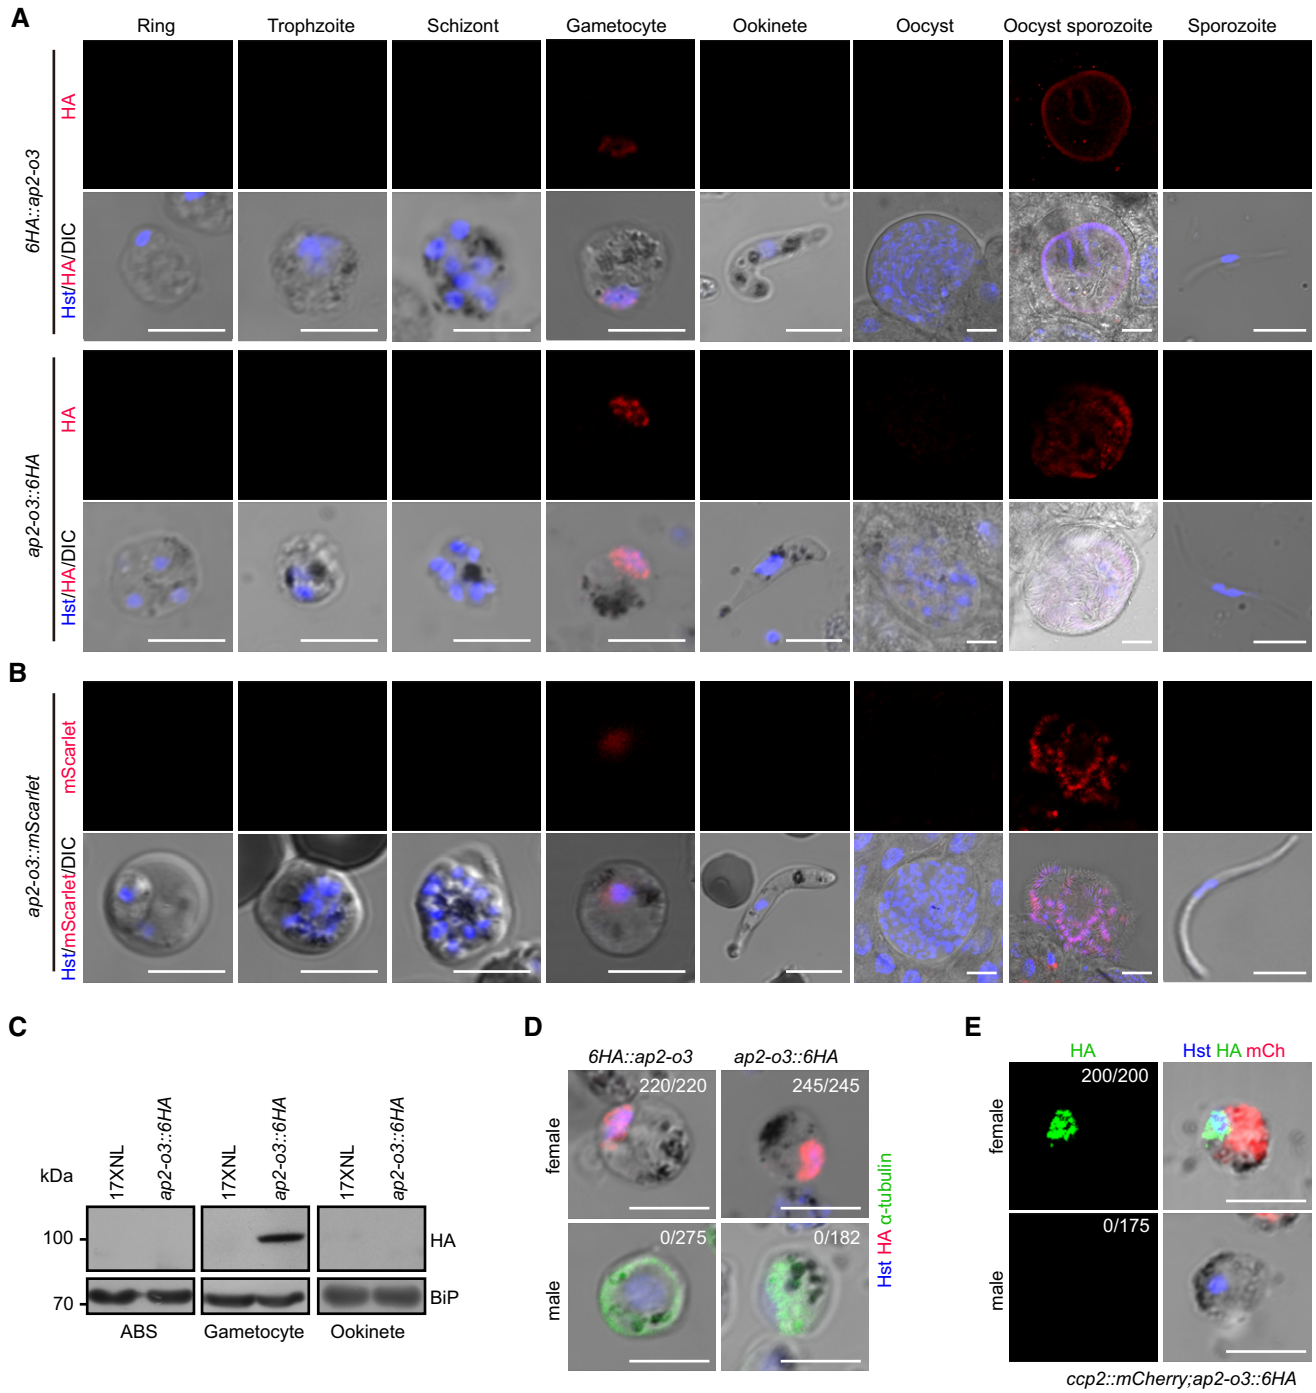 A
Ring Trophzoite Schizont Gametocyte Ookinete Oocyst Oocyst sporozoite Sporozoite
6HA::ap2-o3
HA
Hst/HA/DIC
ap2-o3::6HA
HA
Hst/HA/DIC
B
ap2-o3::mScarlet
mScarlet
Hst/mScarlet/DIC
C
kDa
17XNL ap2-o3::6HA 17XNL ap2-o3::6HA 17XNL ap2-o3::6HA
100
HA
70
BiP
ABS Gametocyte Ookinete
D
6HA::ap2-o3 ap2-o3::6HA
female
220/220 245/245
male
0/275 0/182
Hst HA α-tubulin
E
HA Hst HA mCh
female
200/200
male
0/175
ccp2::mCherry;ap2-o3::6HA